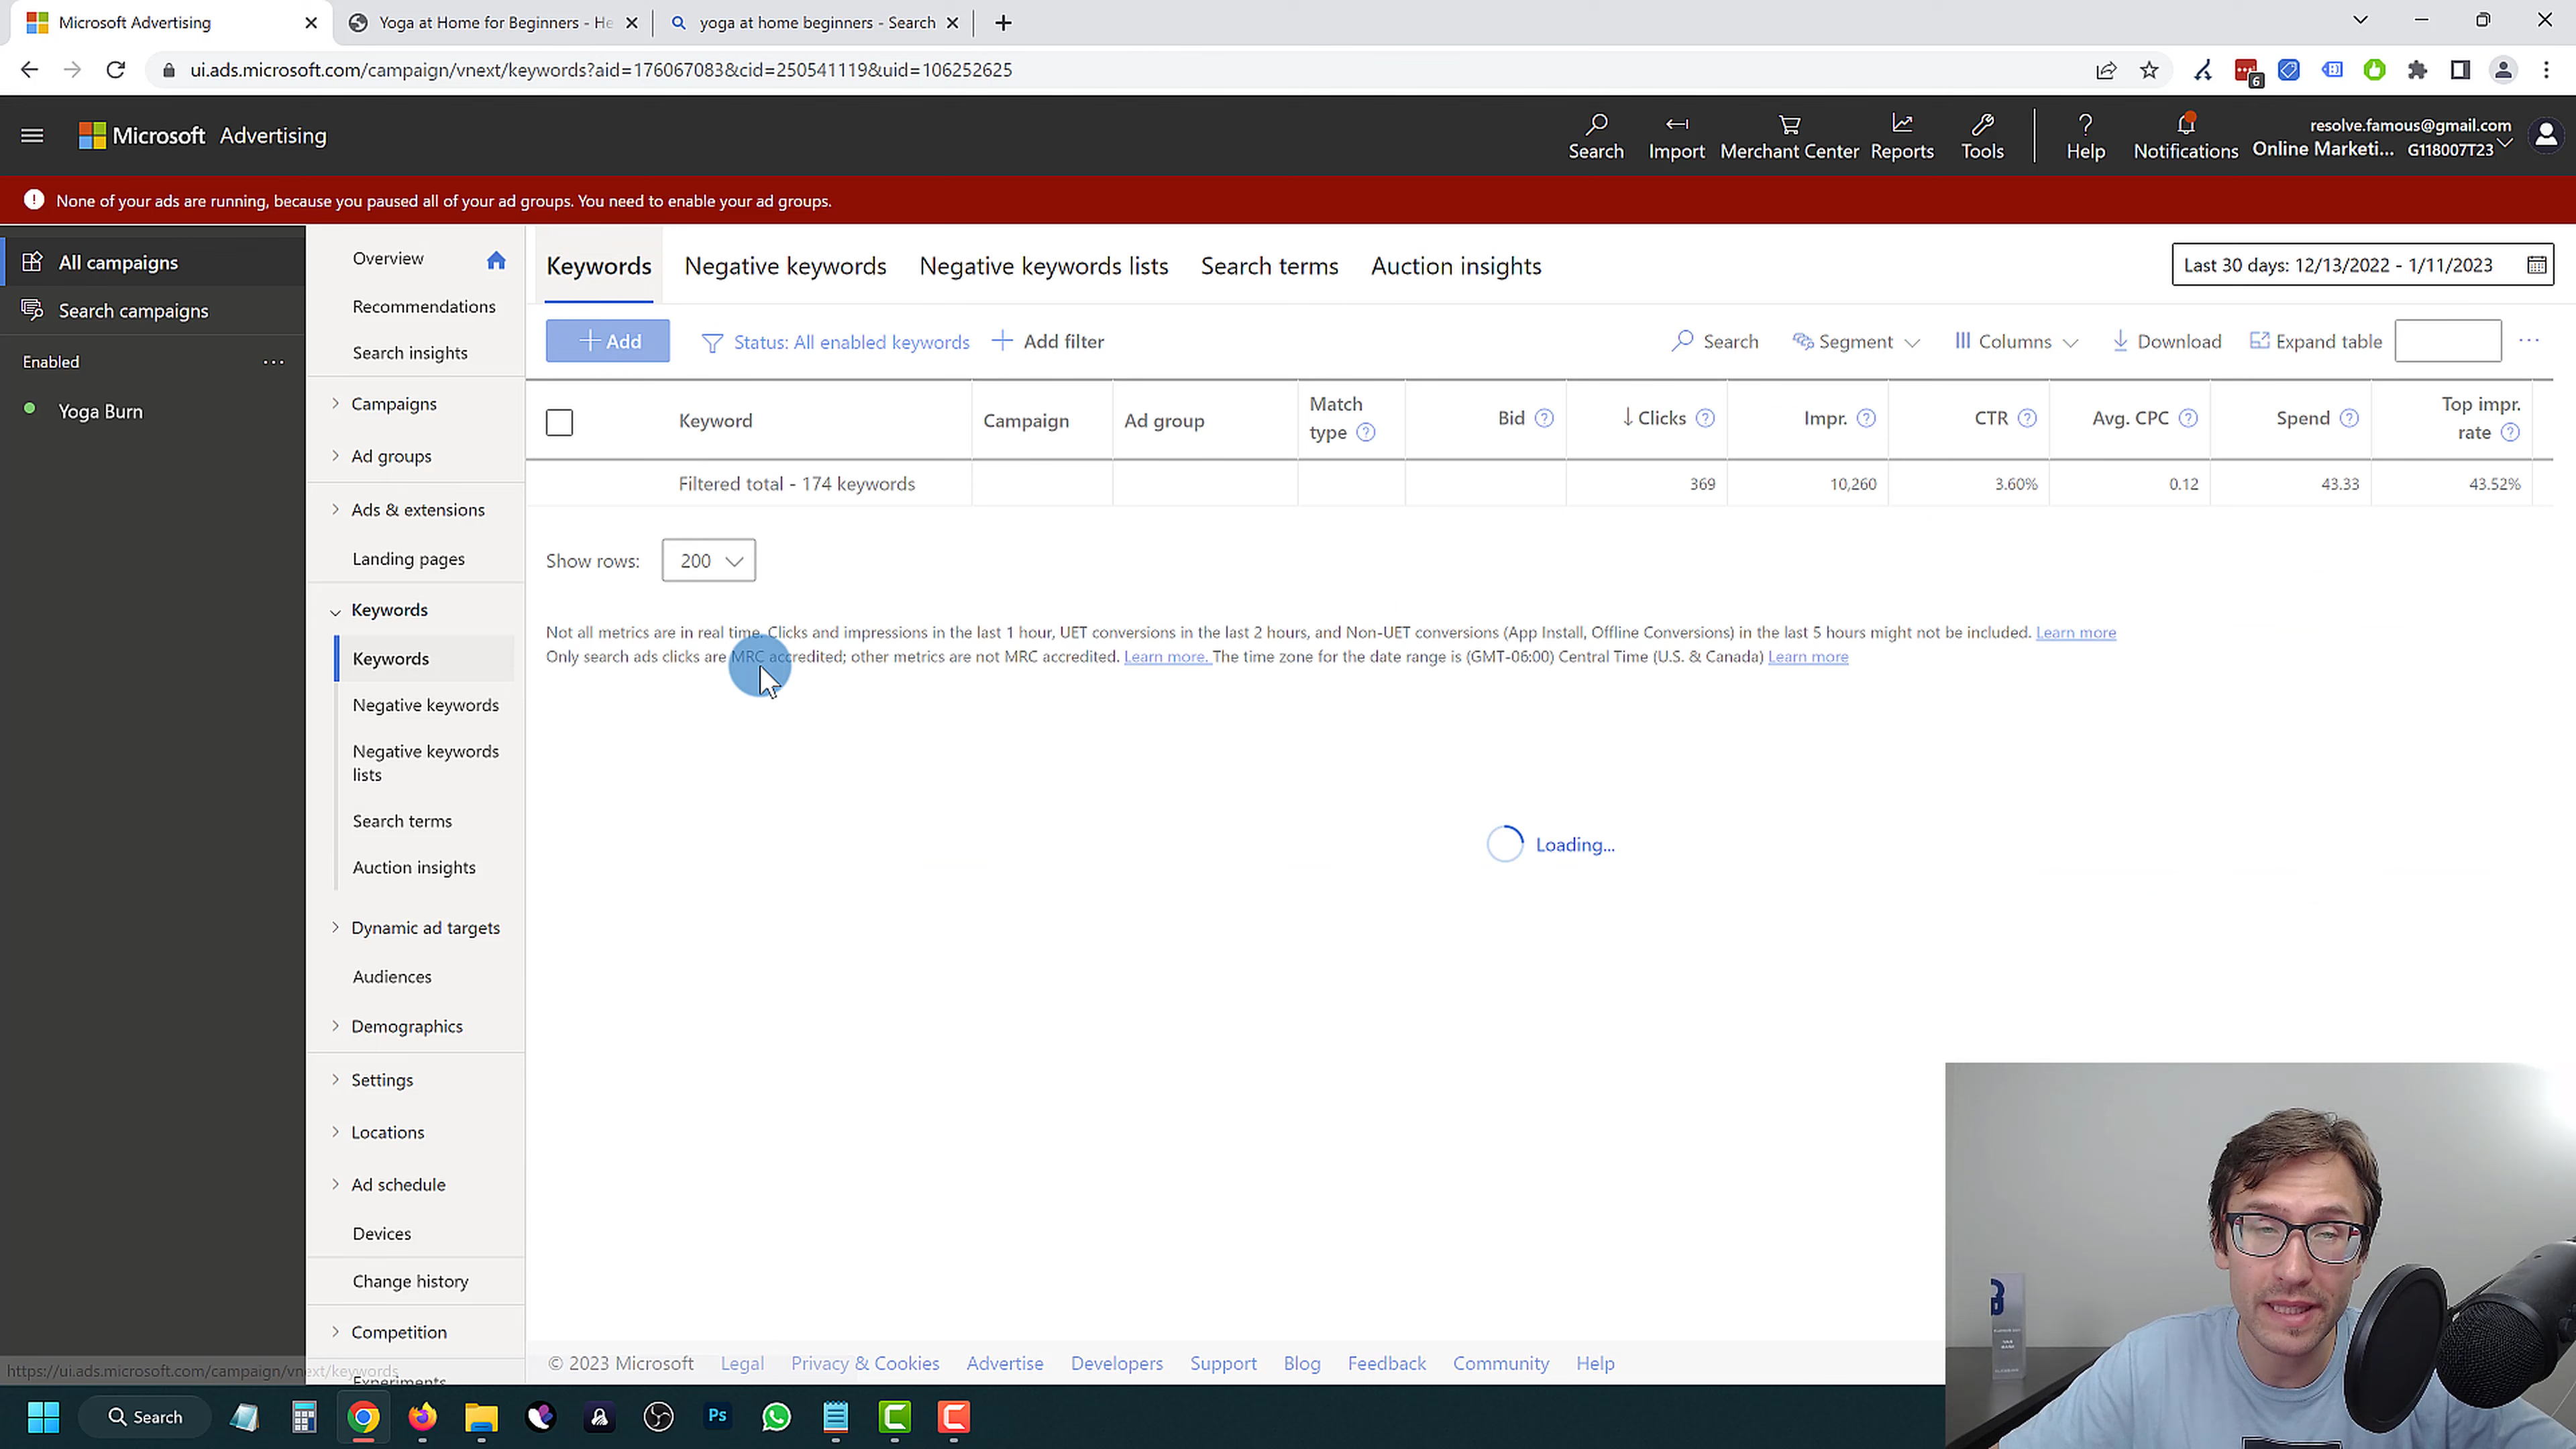 Microsoft Advertising
Yoga at Home for Beginners - He
yoga at home beginners - Search
ui.ads.microsoft.com/campaign/vnext/keywords?aid=176067083&cid=250541119&uid=106252625
6
Microsoft Advertising
Search
Import
Merchant Center
Reports
Tools
Help
Notifications
resolve.famous@gmail.com
Online Marketi... G118007T23
None of your ads are running, because you paused all of your ad groups. You need to enable your ad groups.
All campaigns
Search campaigns
Enabled
Yoga Burn
Overview
Recommendations
Search insights
Campaigns
Ad groups
Ads & extensions
Landing pages
Keywords
Keywords
Negative keywords
Negative keywords
lists
Search terms
Auction insights
Dynamic ad targets
Audiences
Demographics
Settings
Locations
Ad schedule
Devices
Change history
Competition
Experiments
Keywords Negative keywords Negative keywords lists Search terms Auction insights
Last 30 days: 12/13/2022 - 1/11/2023
Add
Status: All enabled keywords
Add filter
Search
Segment
Columns
Download
Expand table
Keyword Campaign Ad group Match type Bid Clicks Impr. CTR Avg. CPC Spend Top impr. rate
Filtered total - 174 keywords 369 10,260 3.60% 0.12 43.33 43.52%
Show rows: 200
Not all metrics are in real time. Clicks and impressions in the last 1 hour, UET conversions in the last 2 hours, and Non-UET conversions (App Install, Offline Conversions) in the last 5 hours might not be included. Learn more
Only search ads clicks are MRC accredited; other metrics are not MRC accredited. Learn more. The time zone for the date range is (GMT-06:00) Central Time (U.S. & Canada) Learn more
Loading...
© 2023 Microsoft Legal Privacy & Cookies Advertise Developers Support Blog Feedback Community Help
https://ui.ads.microsoft.com/campaign/vnext/keywords
Search
Ps